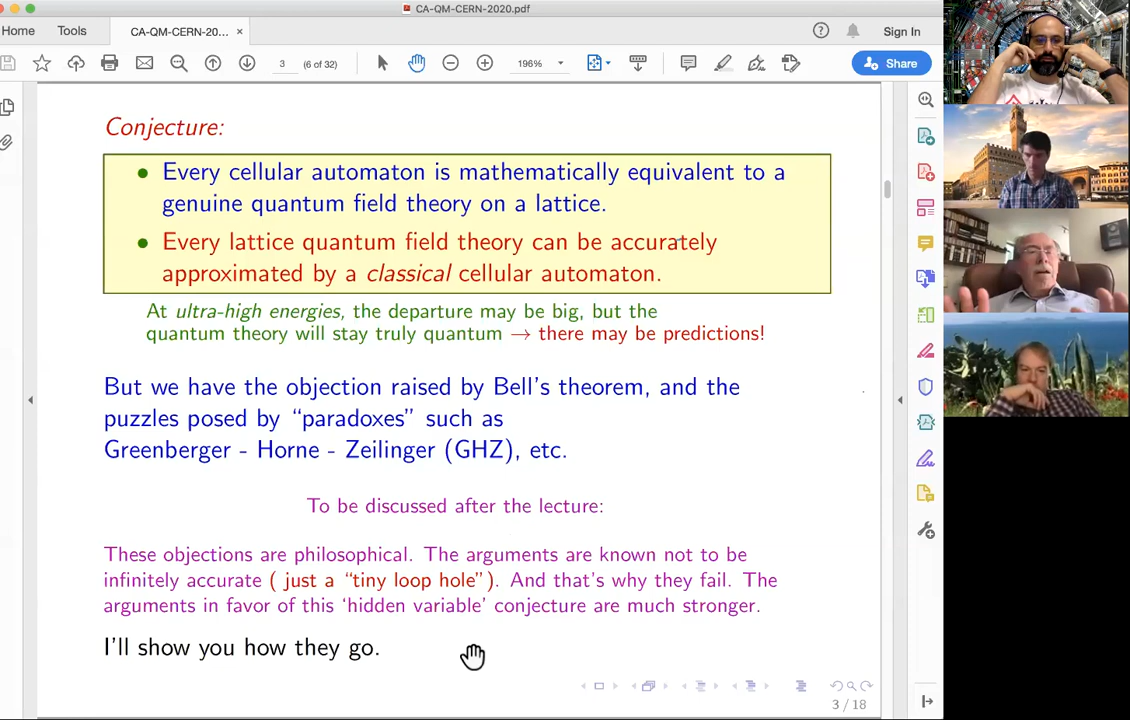 CA-QM-CERN-2020.pdf
Home
Tools
CA-QM-CERN-20... ×
Sign In
3
(6 of 32)
196%
Share
Conjecture:
• Every cellular automaton is mathematically equivalent to a
genuine quantum field theory on a lattice.
• Every lattice quantum field theory can be accurately
approximated by a classical cellular automaton.
At ultra-high energies, the departure may be big, but the
quantum theory will stay truly quantum → there may be predictions!
But we have the objection raised by Bell's theorem, and the
puzzles posed by “paradoxes” such as
Greenberger - Horne - Zeilinger (GHZ), etc.
To be discussed after the lecture:
These objections are philosophical. The arguments are known not to be
infinitely accurate ( just a “tiny loop hole”). And that's why they fail. The
arguments in favor of this ‘hidden variable’ conjecture are much stronger.
I'll show you how they go.
3 / 18